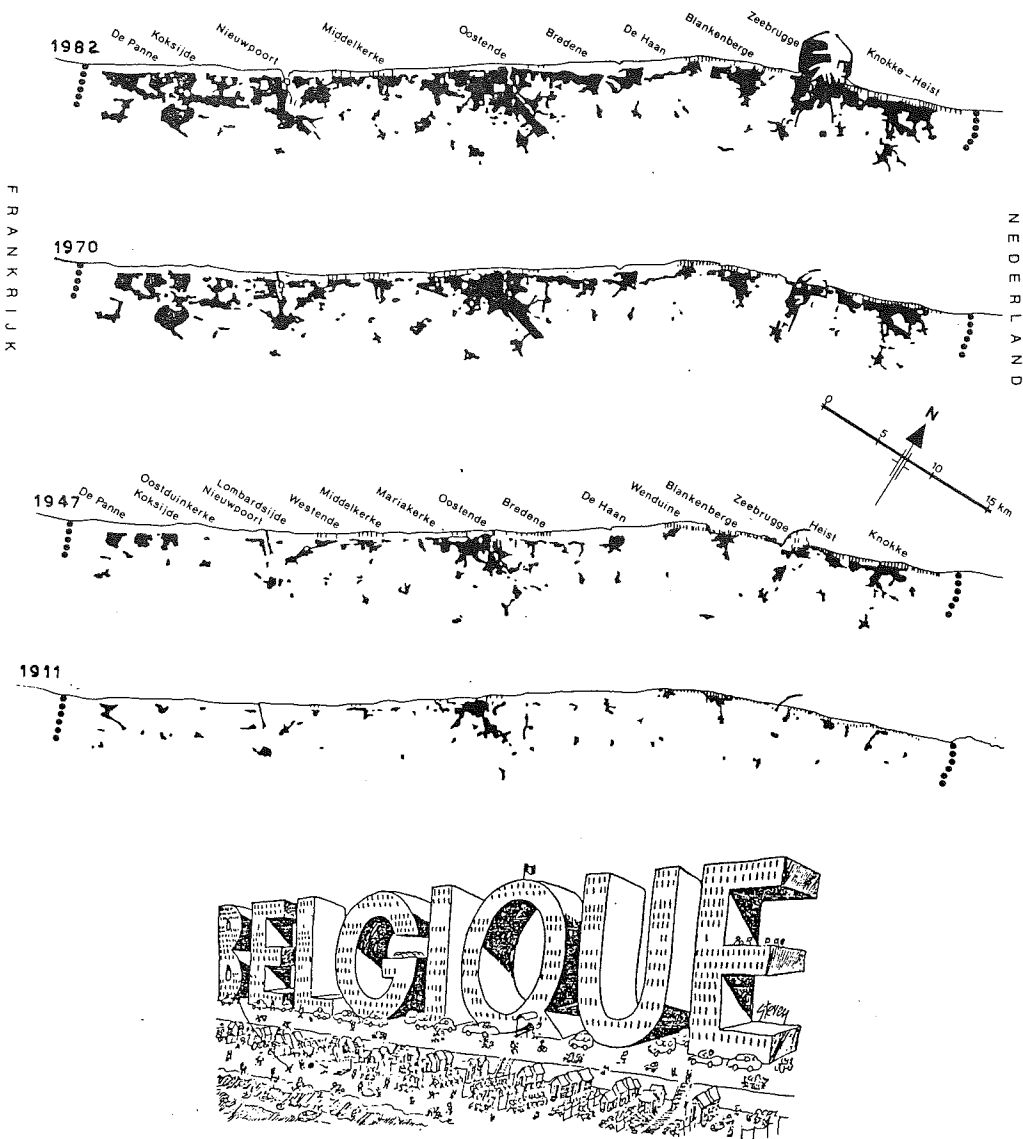 1982
De Panne
Koksijde
Nieuwpoort
Middelkerke
Oostende
Bredene
De Haan
Blankenberge
Zeebrugge
Knokke-Heist
FRANKRIJK
NEDERLAND
1970
0
5
10
15 km
N
1947
De Panne
Oostduinkerke
Koksijde
Lombardsijde
Nieuwpoort
Westende
Middelkerke
Mariakerke
Oostende
Bredene
De Haan
Wenduine
Blankenberge
Zeebrugge
Heist
Knokke
1911
BELGIQUE
Steven